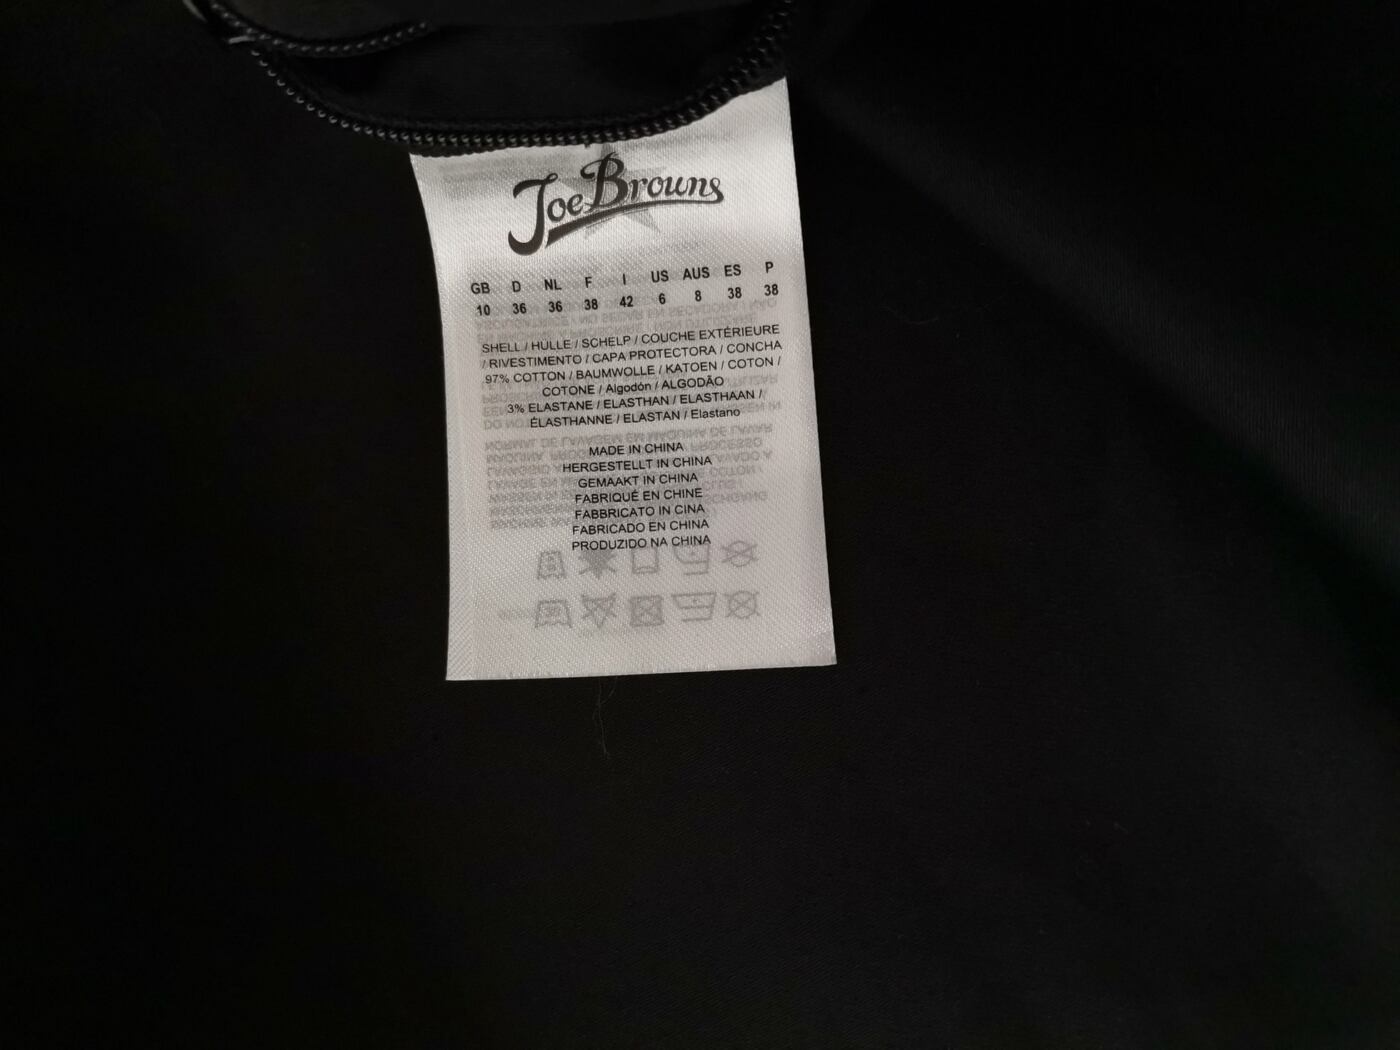 Joe Browns
GB D NL F I US AUS ES P
10 36 36 38 42 6 8 38 38
SHELL / HÜLLE / SCHELP / COUCHE EXTÉRIEURE
/ RIVESTIMENTO / CAPA PROTECTORA / CONCHA
97% COTTON / BAUMWOLLE / KATOEN / COTON /
COTONE / Algodón / ALGODÃO
3% ELASTANE / ELASTHAN / ELASTHAAN /
ÉLASTHANNE / ELASTAN / Elastano
MADE IN CHINA
HERGESTELLT IN CHINA
GEMAAKT IN CHINA
FABRIQUÉ EN CHINE
FABBRICATO IN CINA
FABRICADO EN CHINA
PRODUZIDO NA CHINA